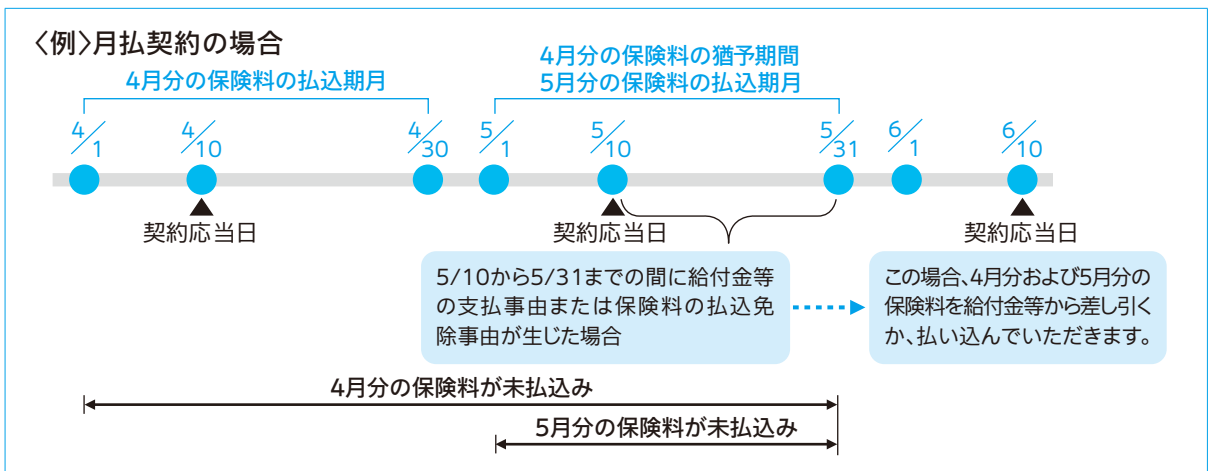 〈例〉月払契約の場合
4月分の保険料の払込期月
4月分の保険料の猶予期間
5月分の保険料の払込期月
4/1
4/10
4/30
5/1
5/10
5/31
6/1
6/10
契約応当日
契約応当日
契約応当日
5/10から5/31までの間に給付金等
の支払事由または保険料の払込免
除事由が生じた場合
この場合、4月分および5月分の
保険料を給付金等から差し引く
か、払い込んでいただきます。
4月分の保険料が未払込み
5月分の保険料が未払込み